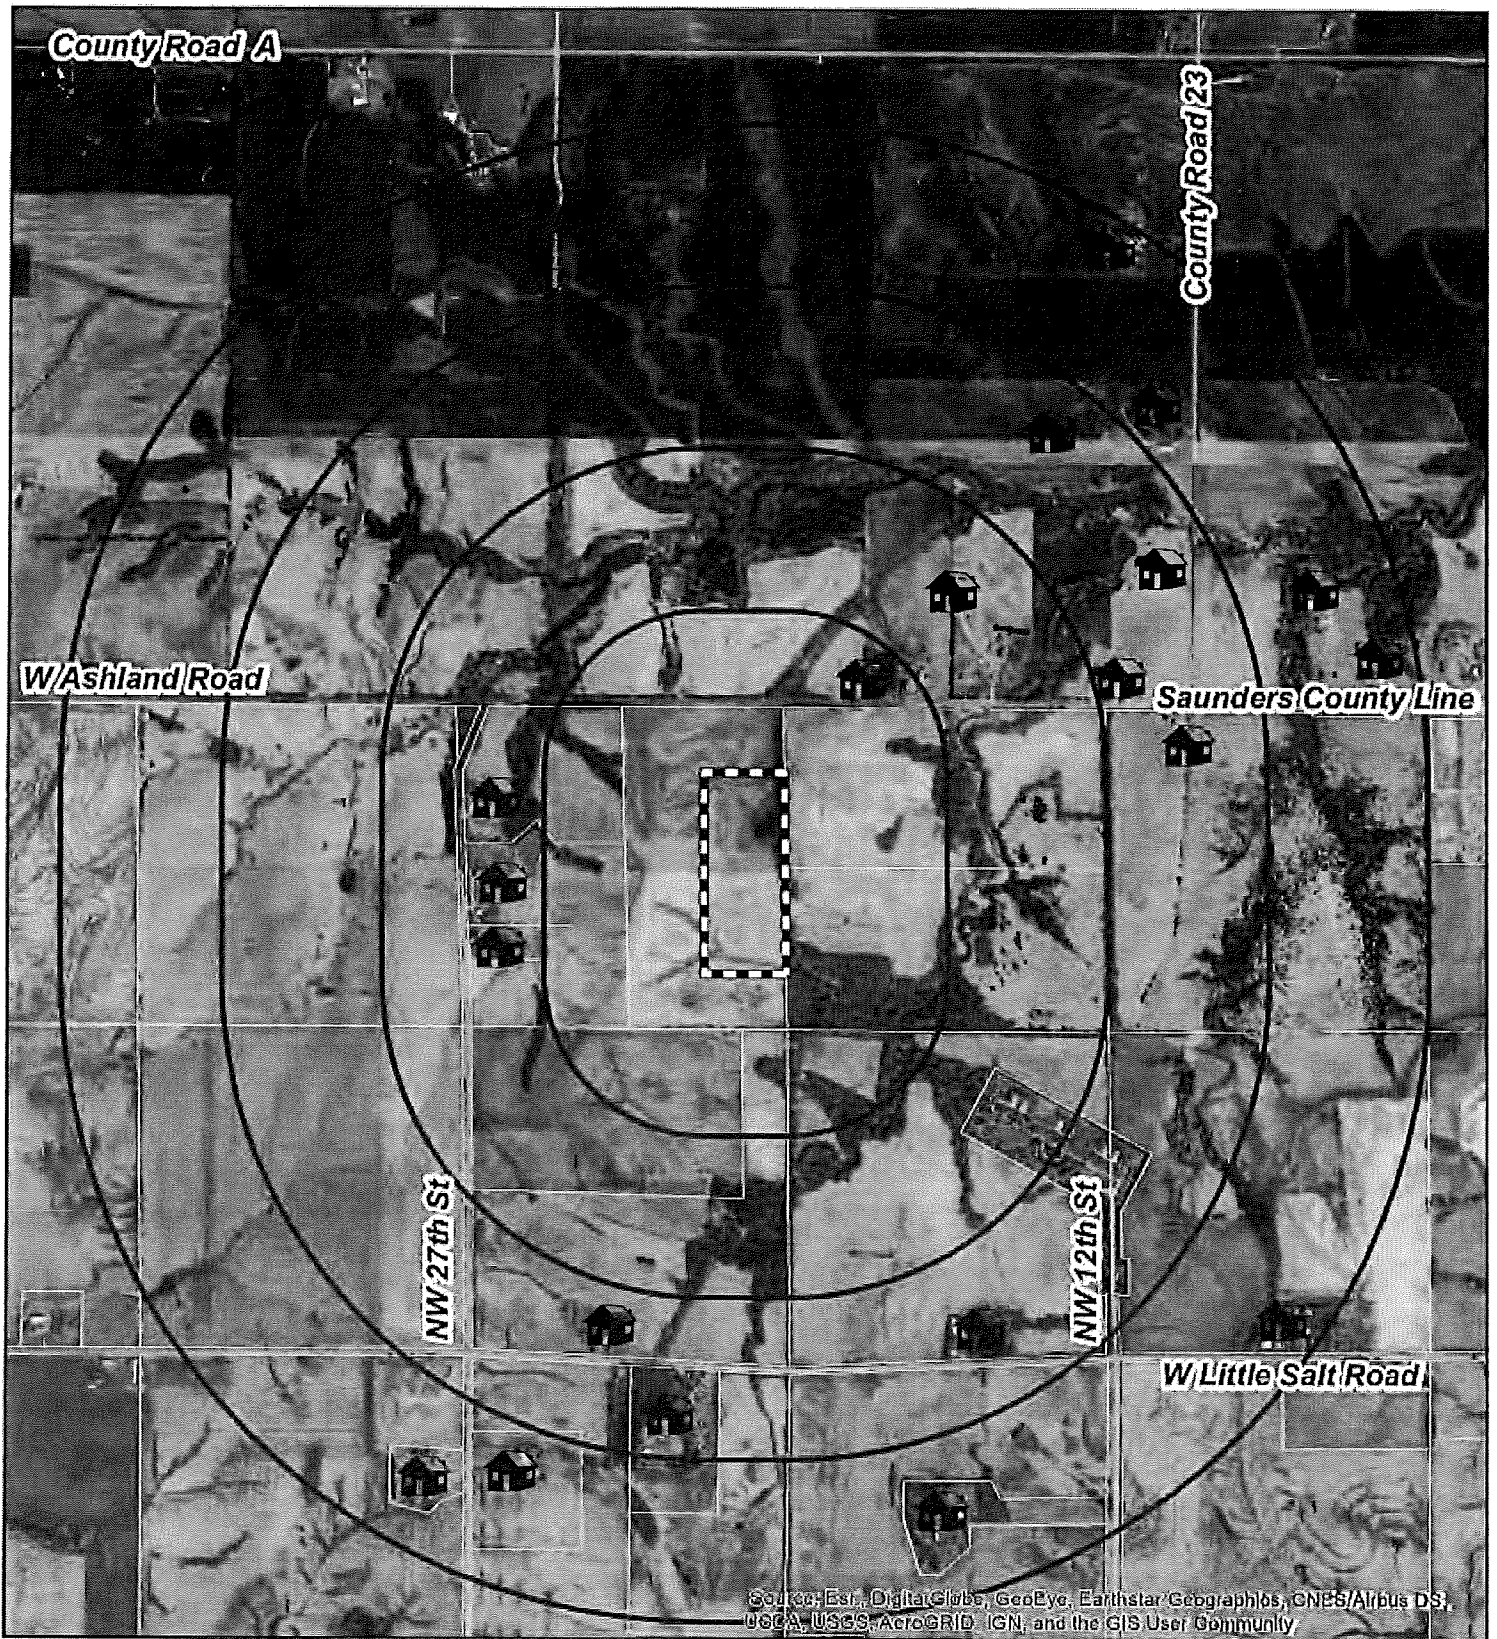 County Road A
County Road 23
W Ashland Road
Saunders County Line
NW 27th St
NW 12th St
W Little Salt Road
Source: Esri, DigitalGlobe, GeoEye, Earthstar Geographics, CNES/Airbus DS,
USDA, USGS, AeroGRID, IGN, and the GIS User Community